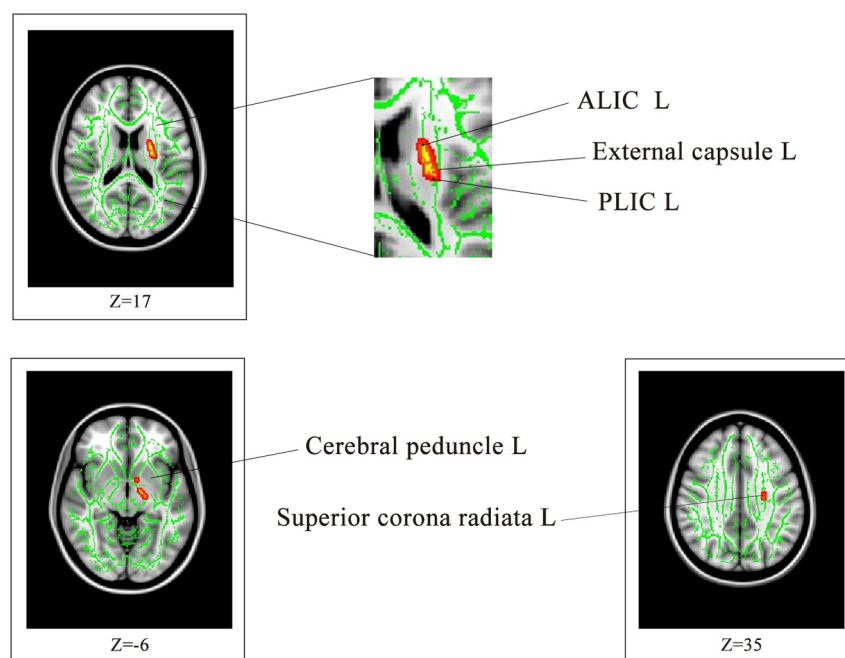 ALIC L
External capsule L
PLIC L
Z=17
Cerebral peduncle L
Superior corona radiata L
Z=-6
Z=35